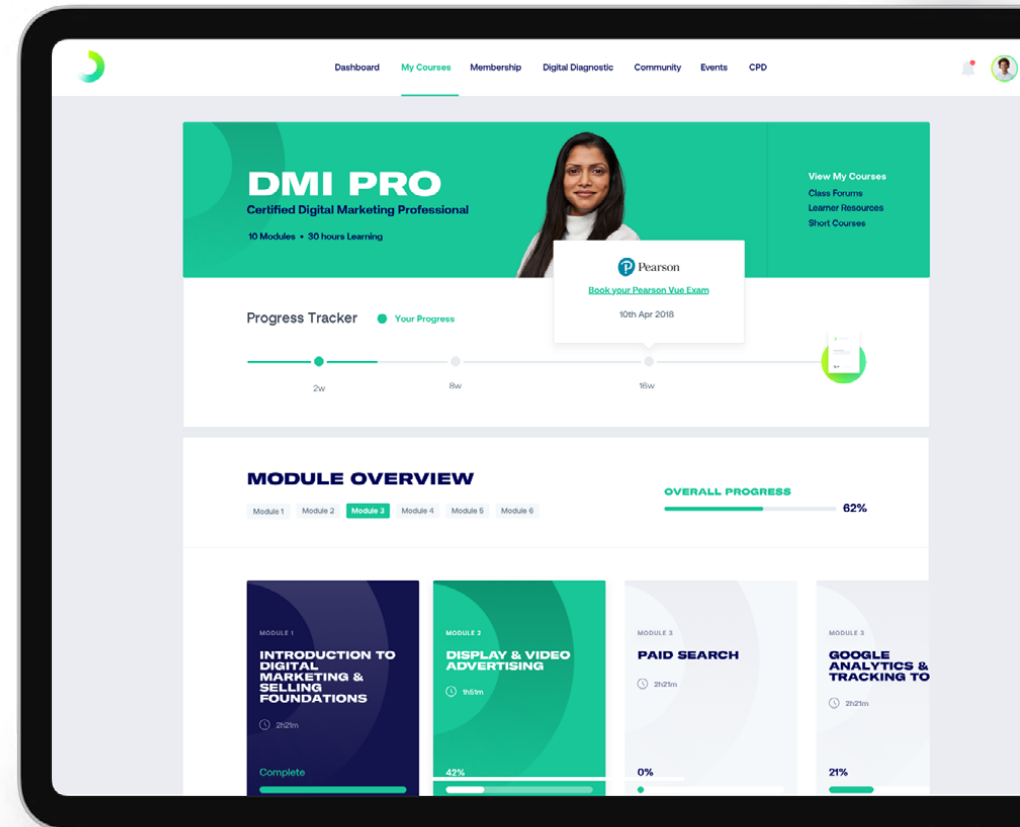 Dashboard
My Courses
Membership
Digital Diagnostic
Community
Events
CPD
DMI PRO
Certified Digital Marketing Professional
10 Modules • 30 hours Learning
View My Courses
Class Forums
Learner Resources
Short Courses
Pearson
Book your Pearson Vue Exam
10th Apr 2018
Progress Tracker
Your Progress
2w
8w
16w
MODULE OVERVIEW
Module 1
Module 2
Module 3
Module 4
Module 5
Module 6
OVERALL PROGRESS
62%
MODULE 1
INTRODUCTION TO
DIGITAL
MARKETING &
SELLING
FOUNDATIONS
2h21m
Complete
MODULE 2
DISPLAY & VIDEO
ADVERTISING
1h51m
42%
MODULE 3
PAID SEARCH
2h21m
0%
MODULE 3
GOOGLE
ANALYTICS &
TRACKING TO
2h21m
21%